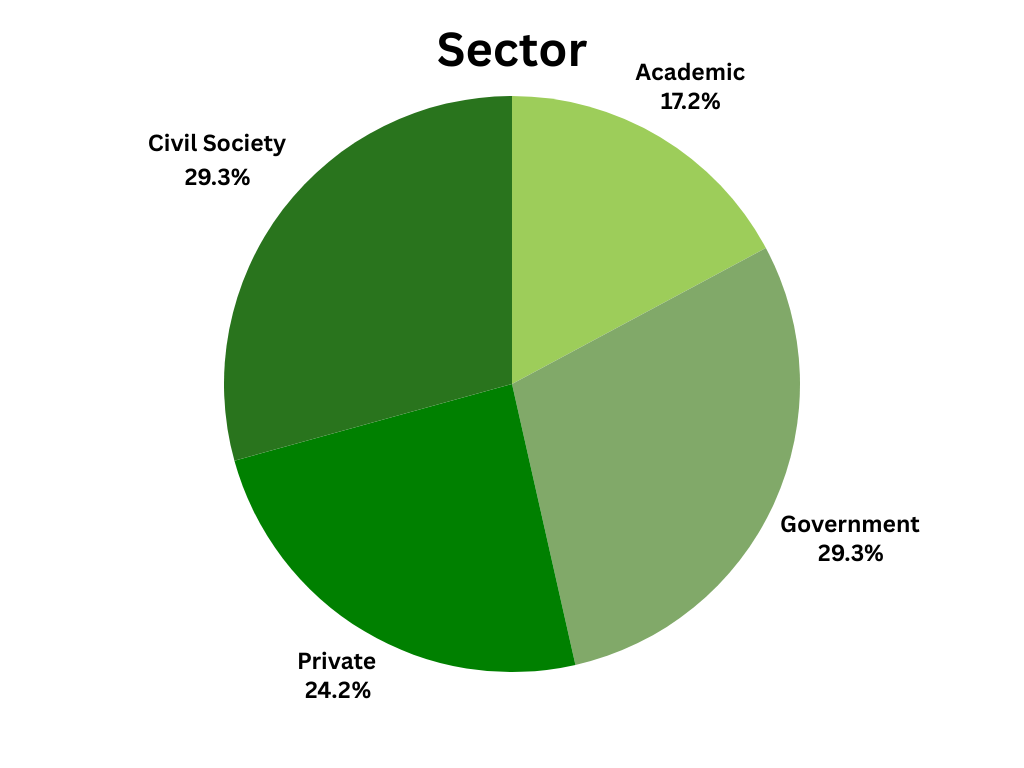 Sector
Academic
17.2%
Civil Society
29.3%
Government
29.3%
Private
24.2%